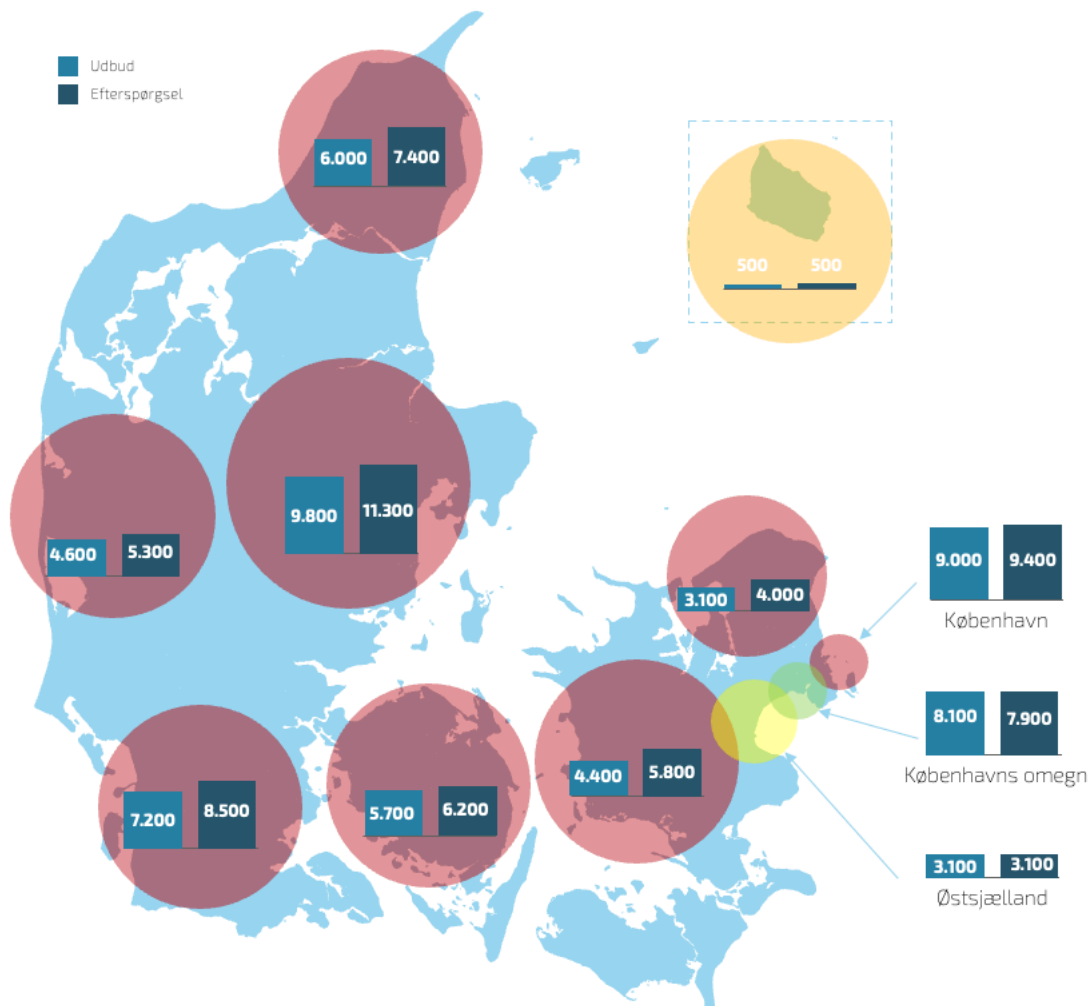 Udbud
Efterspørgsel
6.000 7.400
500 500
9.800 11.300
4.600 5.300
3.100 4.000
9.000 9.400
København
8.100 7.900
Københavns omegn
4.400 5.800
7.200 8.500
5.700 6.200
3.100 3.100
Østsjælland